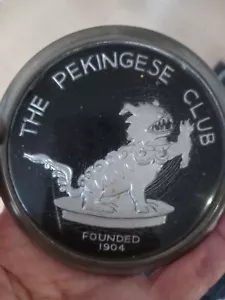 THE PEKINGESE CLUB
FOUNDED
1904